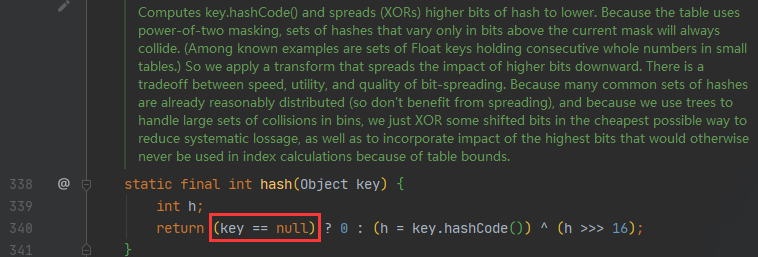 Computes key.hashCode() and spreads (XORs) higher bits of hash to lower. Because the table uses
power-of-two masking, sets of hashes that vary only in bits above the current mask will always
collide. (Among known examples are sets of Float keys holding consecutive whole numbers in small
tables.) So we apply a transform that spreads the impact of higher bits downward. There is a
tradeoff between speed, utility, and quality of bit-spreading. Because many common sets of hashes
are already reasonably distributed (so don't benefit from spreading), and because we use trees to
handle large sets of collisions in bins, we just XOR some shifted bits in the cheapest possible way to
reduce systematic lossage, as well as to incorporate impact of the highest bits that would otherwise
never be used in index calculations because of table bounds.
338 @ static final int hash(Object key) {
339 int h;
340 return (key == null) ? 0 : (h = key.hashCode()) ^ (h >>> 16);
341 }